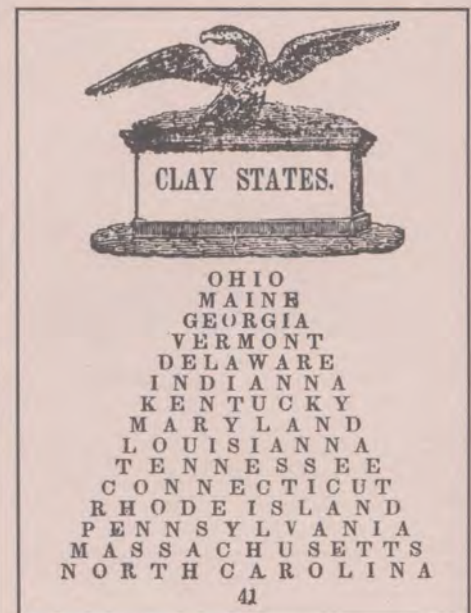 CLAY STATES.
OHIO
MAINE
GEORGIA
VERMONT
DELAWARE
INDIANNA
KENTUCKY
MARYLAND
LOUISIANNA
TENNESSEE
CONNECTICUT
RHODE ISLAND
PENNSYLVANIA
MASSACHUSETTS
NORTH CAROLINA
41